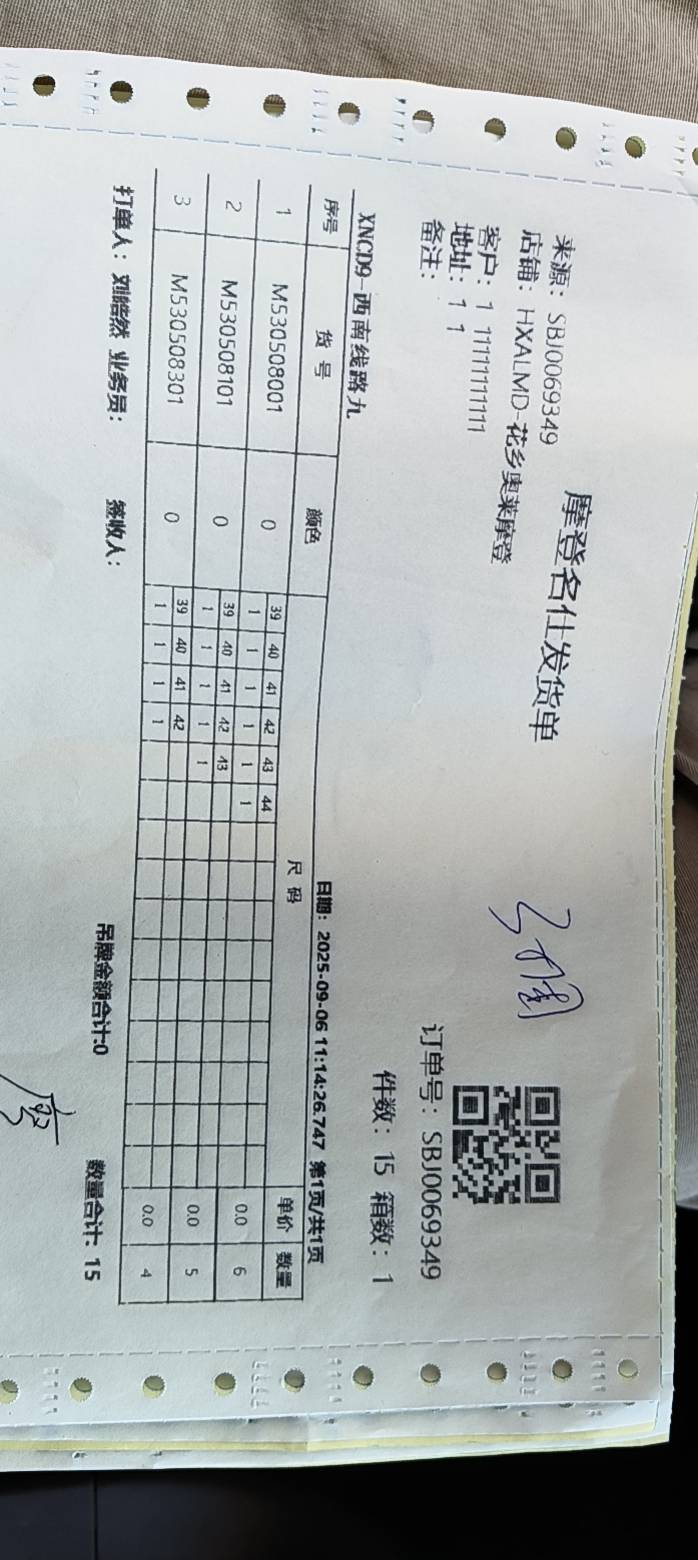 摩登名仕发货单
来源：SBJ0069349
店铺：HXALMD-花乡奥莱摩登
订单号：SBJ0069349
客户：1 11111111111
地址：1 1
件数：15 箱数：1
备注：
XNCD9-西南线路九 日期：2025-09-06 11:14:26.747 第1页/共1页
序号 货号 颜色 尺码 单价 数量
39 40 41 42 43 44
1 M530508001 0 1 1 1 1 1 1 0.0 6
39 40 41 42 43
2 M530508101 0 1 1 1 1 1 0.0 5
39 40 41 42
3 M530508301 0 1 1 1 1 0.0 4
打单人：刘皓然 业务员： 签收人： 吊牌金额合计:0 数量合计：15